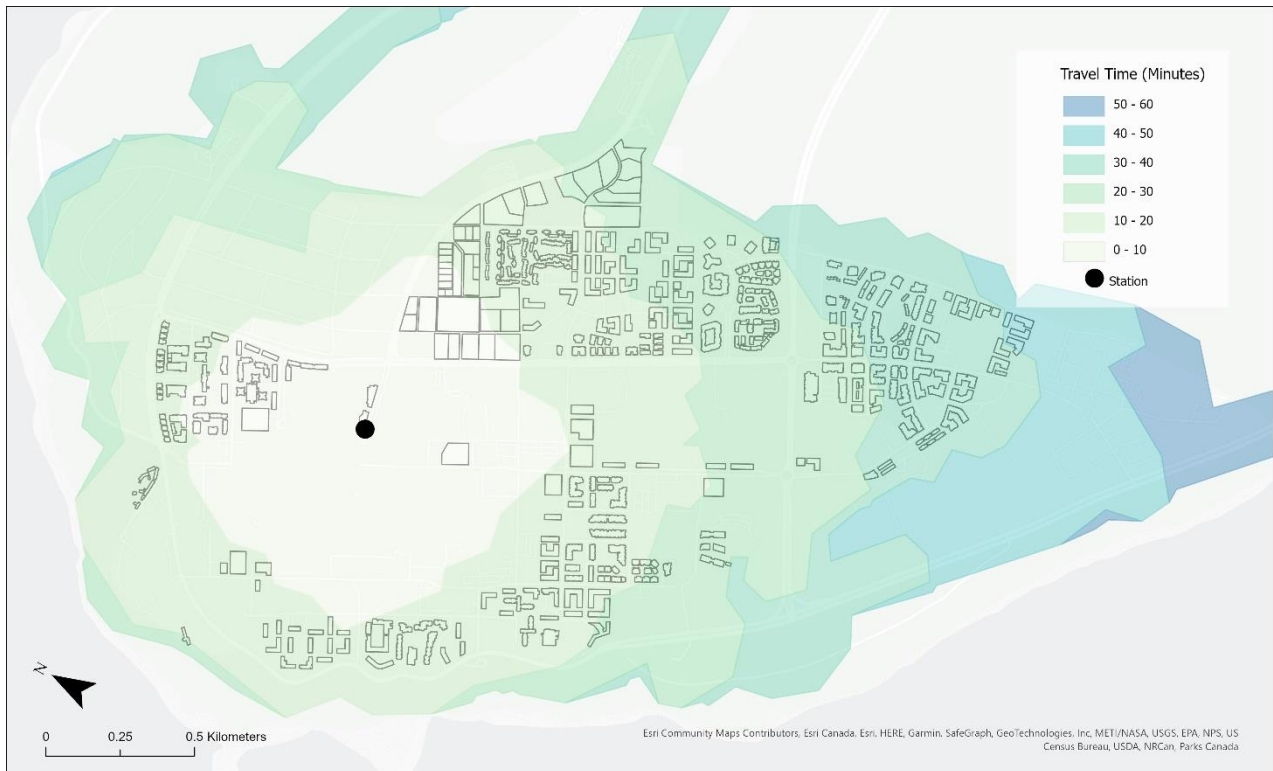 Travel Time (Minutes)
50 - 60
40 - 50
30 - 40
20 - 30
10 - 20
0 - 10
Station
N
0 0.25 0.5 Kilometers
Esri Community Maps Contributors, Esri Canada, Esri, HERE, Garmin, SafeGraph, GeoTechnologies, Inc, METI/NASA, USGS, EPA, NPS, US
Census Bureau, USDA, NRCan, Parks Canada